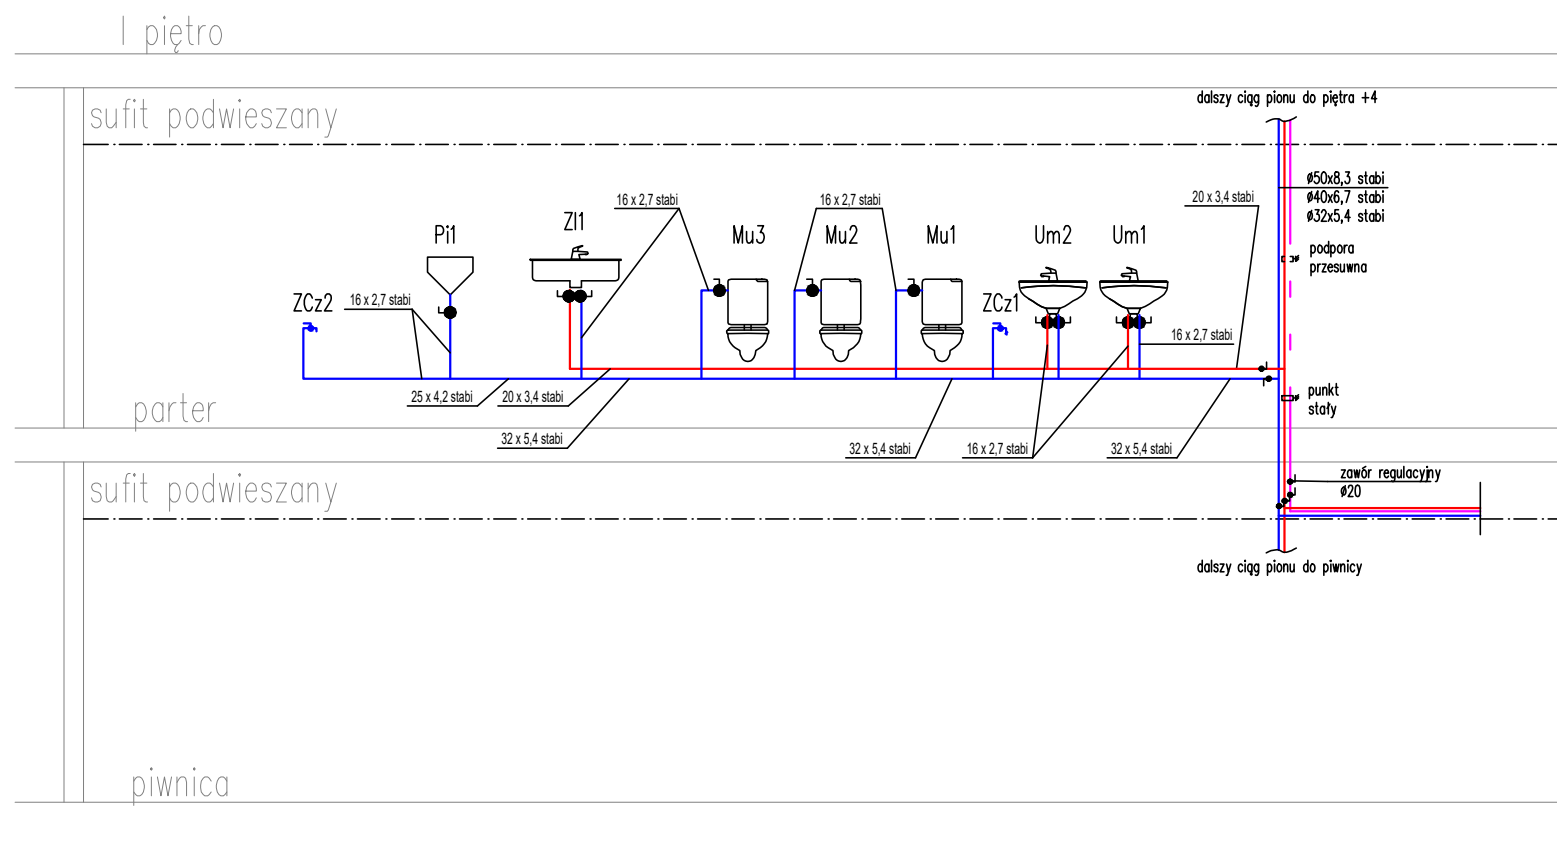 I piętro
sufit podwieszany
dalszy ciąg pionu do piętra +4
Ø50x8,3 stabi
Ø40x6,7 stabi
Ø32x5,4 stabi
podpora
przesuwna
16 x 2,7 stabi
16 x 2,7 stabi
20 x 3,4 stabi
Pi1
Zl1
Mu3
Mu2
Mu1
Um2
Um1
ZCz2
16 x 2,7 stabi
ZCz1
16 x 2,7 stabi
25 x 4,2 stabi
20 x 3,4 stabi
punkt
stały
parter
32 x 5,4 stabi
32 x 5,4 stabi
16 x 2,7 stabi
32 x 5,4 stabi
sufit podwieszany
zawór regulacyjny
Ø20
dalszy ciąg pionu do piwnicy
piwnica